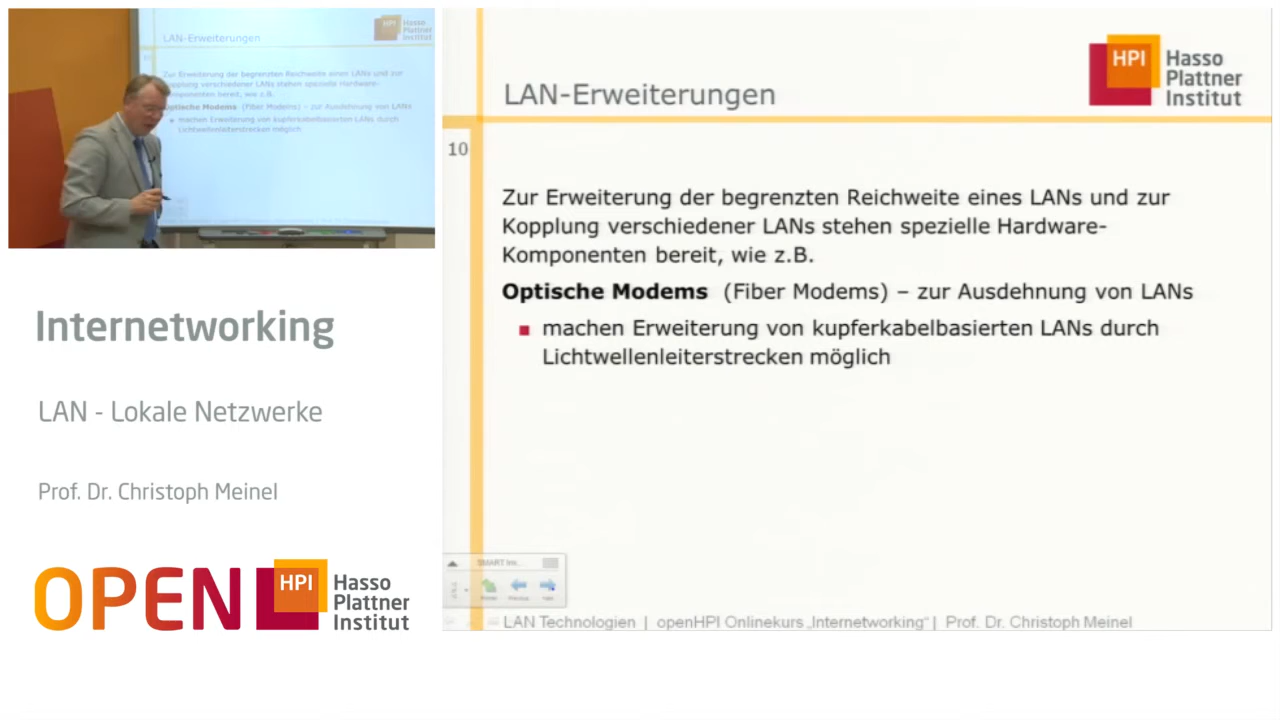 LAN-Erweiterungen
Hasso
Plattner
Institut
Zur Erweiterung der begrenzten Reichweite eines LANs und zur
Kopplung verschiedener LANs stehen spezielle Hardware-
Komponenten bereit, wie z.B.
Optische Modems (Fiber Modems) – zur Ausdehnung von LANs
machen Erweiterung von kupferkabelbasierten LANs durch
Lichtwellenleiterstrecken möglich
Internetworking
LAN - Lokale Netzwerke
Prof. Dr. Christoph Meinel
OPEN HPI Hasso
Plattner
Institut
LAN-Erweiterungen
HPI Hasso
Plattner
Institut
10
Zur Erweiterung der begrenzten Reichweite eines LANs und zur
Kopplung verschiedener LANs stehen spezielle Hardware-
Komponenten bereit, wie z.B.
Optische Modems (Fiber Modems) – zur Ausdehnung von LANs
machen Erweiterung von kupferkabelbasierten LANs durch
Lichtwellenleiterstrecken möglich
LAN Technologien | openHPI Onlinekurs „Internetworking“ | Prof. Dr. Christoph Meinel